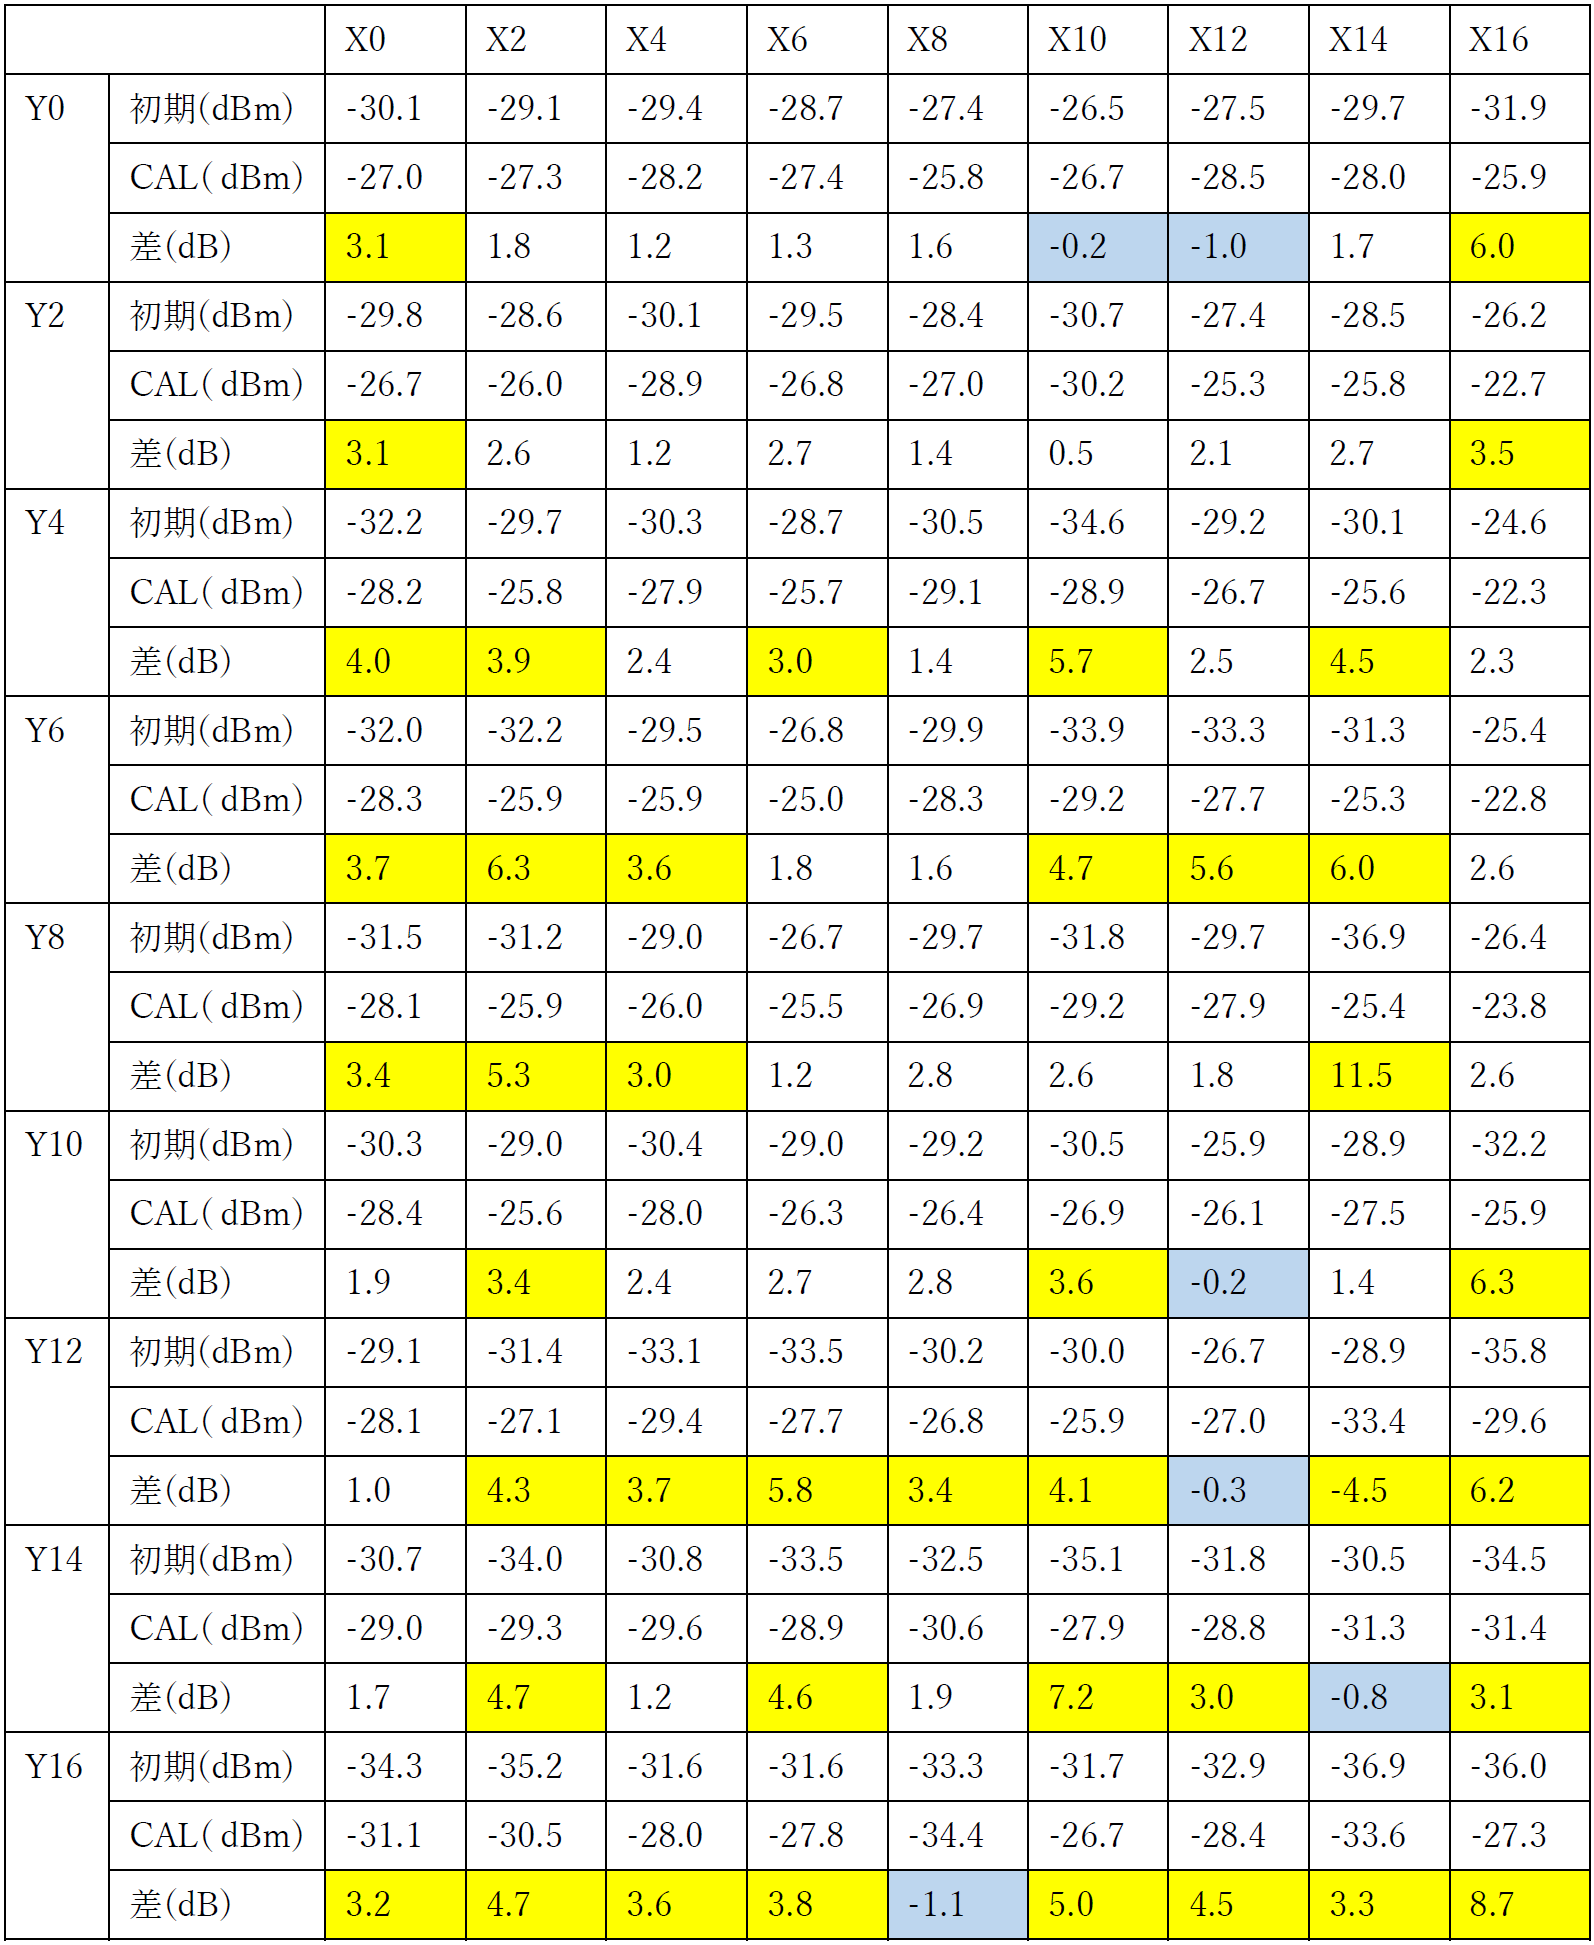 X0 X2 X4 X6 X8 X10 X12 X14 X16
Y0 初期(dBm) -30.1 -29.1 -29.4 -28.7 -27.4 -26.5 -27.5 -29.7 -31.9
CAL(dBm) -27.0 -27.3 -28.2 -27.4 -25.8 -26.7 -28.5 -28.0 -25.9
差(dB) 3.1 1.8 1.2 1.3 1.6 -0.2 -1.0 1.7 6.0
Y2 初期(dBm) -29.8 -28.6 -30.1 -29.5 -28.4 -30.7 -27.4 -28.5 -26.2
CAL(dBm) -26.7 -26.0 -28.9 -26.8 -27.0 -30.2 -25.3 -25.8 -22.7
差(dB) 3.1 2.6 1.2 2.7 1.4 0.5 2.1 2.7 3.5
Y4 初期(dBm) -32.2 -29.7 -30.3 -28.7 -30.5 -34.6 -29.2 -30.1 -24.6
CAL(dBm) -28.2 -25.8 -27.9 -25.7 -29.1 -28.9 -26.7 -25.6 -22.3
差(dB) 4.0 3.9 2.4 3.0 1.4 5.7 2.5 4.5 2.3
Y6 初期(dBm) -32.0 -32.2 -29.5 -26.8 -29.9 -33.9 -33.3 -31.3 -25.4
CAL(dBm) -28.3 -25.9 -25.9 -25.0 -28.3 -29.2 -27.7 -25.3 -22.8
差(dB) 3.7 6.3 3.6 1.8 1.6 4.7 5.6 6.0 2.6
Y8 初期(dBm) -31.5 -31.2 -29.0 -26.7 -29.7 -31.8 -29.7 -36.9 -26.4
CAL(dBm) -28.1 -25.9 -26.0 -25.5 -26.9 -29.2 -27.9 -25.4 -23.8
差(dB) 3.4 5.3 3.0 1.2 2.8 2.6 1.8 11.5 2.6
Y10 初期(dBm) -30.3 -29.0 -30.4 -29.0 -29.2 -30.5 -25.9 -28.9 -32.2
CAL(dBm) -28.4 -25.6 -28.0 -26.3 -26.4 -26.9 -26.1 -27.5 -25.9
差(dB) 1.9 3.4 2.4 2.7 2.8 3.6 -0.2 1.4 6.3
Y12 初期(dBm) -29.1 -31.4 -33.1 -33.5 -30.2 -30.0 -26.7 -28.9 -35.8
CAL(dBm) -28.1 -27.1 -29.4 -27.7 -26.8 -25.9 -27.0 -33.4 -29.6
差(dB) 1.0 4.3 3.7 5.8 3.4 4.1 -0.3 -4.5 6.2
Y14 初期(dBm) -30.7 -34.0 -30.8 -33.5 -32.5 -35.1 -31.8 -30.5 -34.5
CAL(dBm) -29.0 -29.3 -29.6 -28.9 -30.6 -27.9 -28.8 -31.3 -31.4
差(dB) 1.7 4.7 1.2 4.6 1.9 7.2 3.0 -0.8 3.1
Y16 初期(dBm) -34.3 -35.2 -31.6 -31.6 -33.3 -31.7 -32.9 -36.9 -36.0
CAL(dBm) -31.1 -30.5 -28.0 -27.8 -34.4 -26.7 -28.4 -33.6 -27.3
差(dB) 3.2 4.7 3.6 3.8 -1.1 5.0 4.5 3.3 8.7